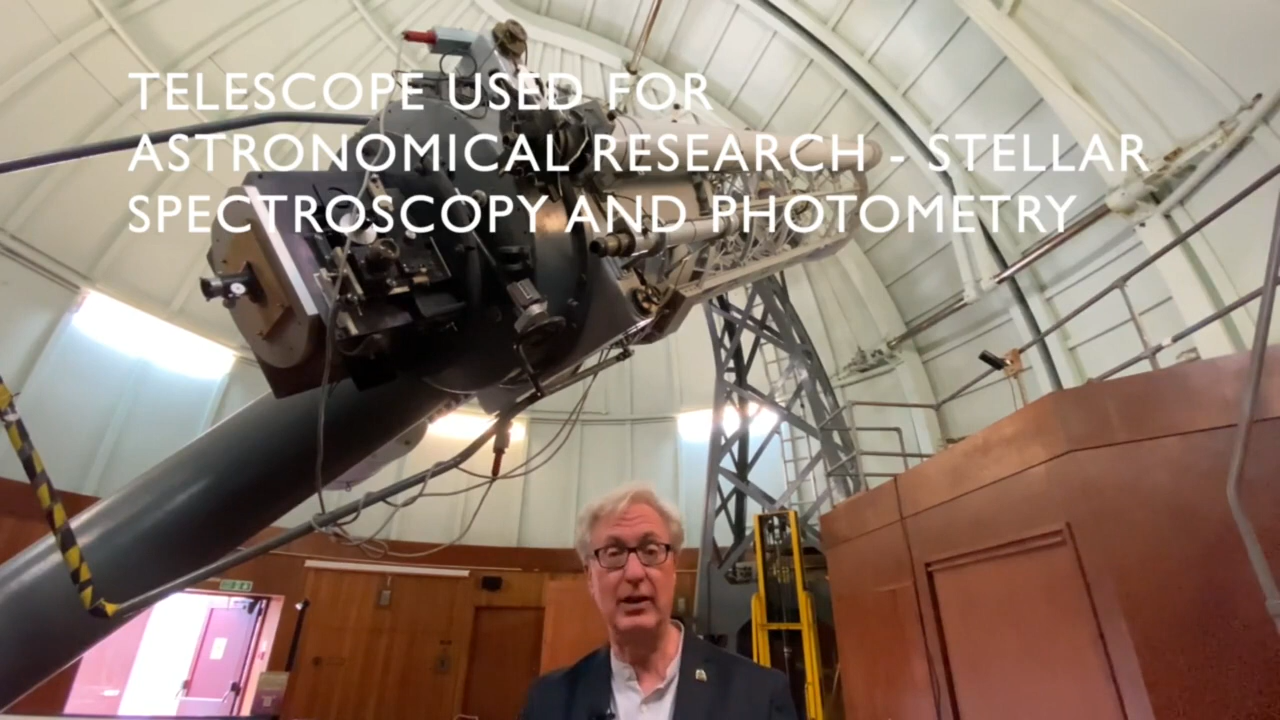 TELESCOPE USED FOR
ASTRONOMICAL RESEARCH - STELLAR
SPECTROSCOPY AND PHOTOMETRY